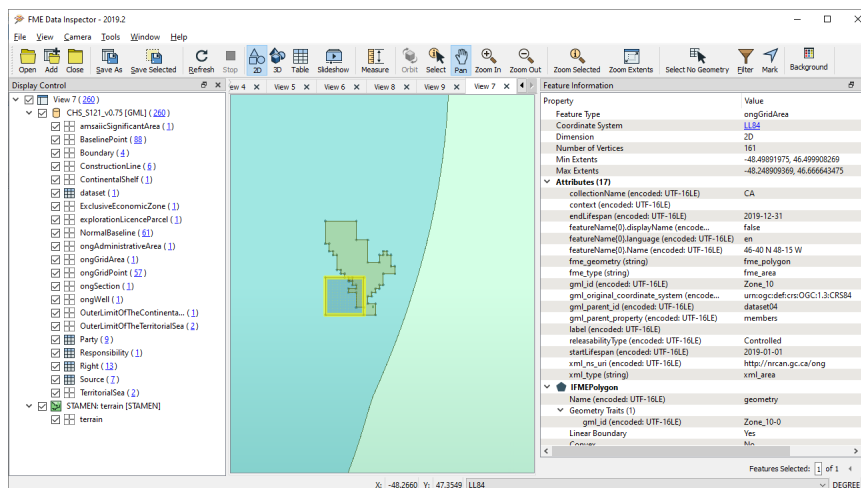 FME Data Inspector - 2019.2
File View Camera Tools Window Help
Open Add Close Save As Save Selected Refresh Stop 2D 3D Table Slideshow Measure Orbit Select Pan Zoom In Zoom Out Zoom Selected Zoom Extents Select No Geometry Filter Mark Background
Display Control
View 7 (260)
CHS_S121_v0.75 [GML] (260)
amsaiicSignificantArea (1)
BaselinePoint (88)
Boundary (4)
ConstructionLine (6)
ContinentalShelf (1)
dataset (1)
ExclusiveEconomicZone (1)
explorationLicenceParcel (1)
NormalBaseline (61)
ongAdministrativeArea (1)
ongGridArea (1)
ongGridPoint (57)
ongSection (1)
ongWell (1)
OuterLimitOfTheContinenta... (1)
OuterLimitOfTheTerritorialSea (2)
Party (9)
Responsibility (1)
Right (13)
Source (7)
TerritorialSea (2)
STAMEN: terrain [STAMEN]
terrain
ew 4 View 5 View 6 View 8 View 9 View 7
Feature Information
Property Value
Feature Type ongGridArea
Coordinate System LL84
Dimension 2D
Number of Vertices 161
Min Extents -48.49891975, 46.499908269
Max Extents -48.248909369, 46.666643475
Attributes (17)
collectionName (encoded: UTF-16LE) CA
context (encoded: UTF-16LE)
endLifespan (encoded: UTF-16LE) 2019-12-31
featureName{0}.displayName (encode... false
featureName{0}.language (encoded: UTF-16LE) en
featureName{0}.Name (encoded: UTF-16LE) 46-40 N 48-15 W
fme_geometry (string) fme_polygon
fme_type (string) fme_area
gml_id (encoded: UTF-16LE) Zone_10
gml_original_coordinate_system (encode... urn:ogc:def:crs:OGC:1.3:CRS84
gml_parent_id (encoded: UTF-16LE) dataset04
gml_parent_property (encoded: UTF-16LE) members
label (encoded: UTF-16LE)
releasabilityType (encoded: UTF-16LE) Controlled
startLifespan (encoded: UTF-16LE) 2019-01-01
xml_ns_uri (encoded: UTF-16LE) http://nrcan.gc.ca/ong
xml_type (string) xml_area
IFMEPolygon
Name (encoded: UTF-16LE) geometry
Geometry Traits (1)
gml_id (encoded: UTF-16LE) Zone_10-0
Linear Boundary Yes
Convex No
Features Selected: 1 of 1
X: -48.2660 Y: 47.3549 LL84 DEGREE